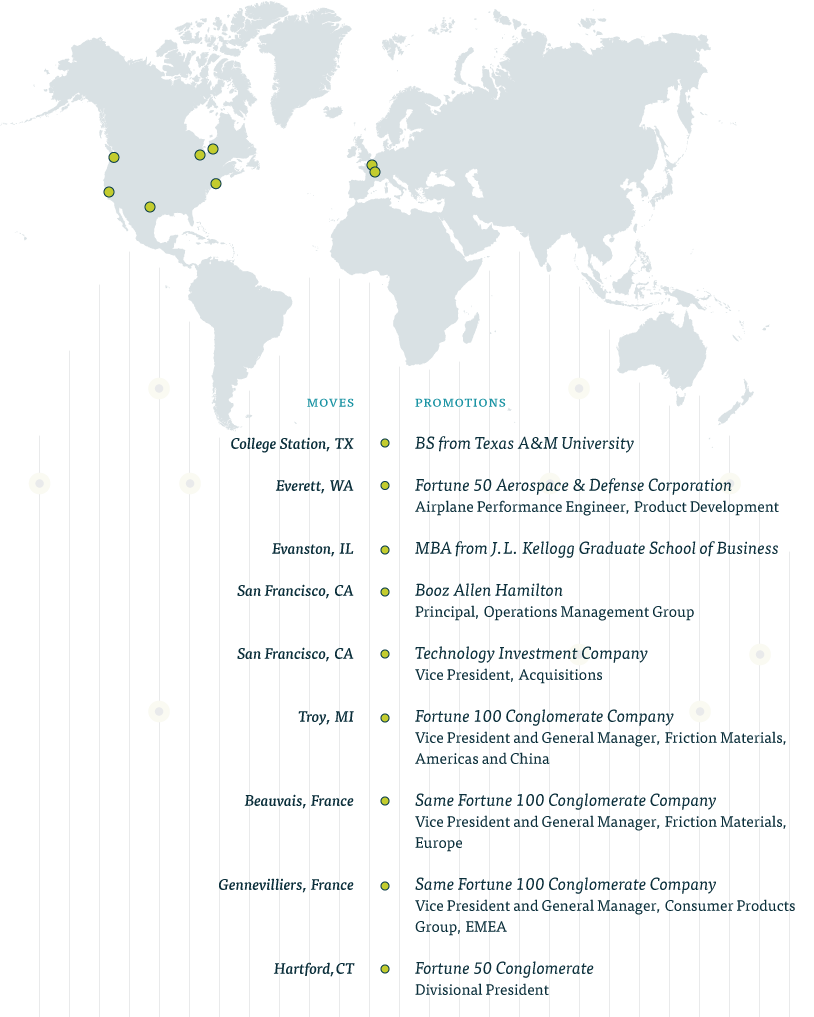 MOVES PROMOTIONS
College Station, TX BS from Texas A&M University
Everett, WA Fortune 50 Aerospace & Defense Corporation
Airplane Performance Engineer, Product Development
Evanston, IL MBA from J.L. Kellogg Graduate School of Business
San Francisco, CA Booz Allen Hamilton
Principal, Operations Management Group
San Francisco, CA Technology Investment Company
Vice President, Acquisitions
Troy, MI Fortune 100 Conglomerate Company
Vice President and General Manager, Friction Materials,
Americas and China
Beauvais, France Same Fortune 100 Conglomerate Company
Vice President and General Manager, Friction Materials,
Europe
Gennevilliers, France Same Fortune 100 Conglomerate Company
Vice President and General Manager, Consumer Products
Group, EMEA
Hartford, CT Fortune 50 Conglomerate
Divisional President